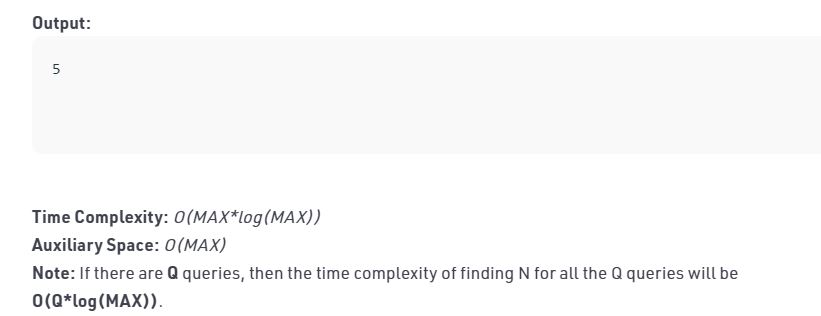 Output:
5
Time Complexity: O(MAX*log(MAX))
Auxiliary Space: O(MAX)
Note: If there are Q queries, then the time complexity of finding N for all the Q queries will be
O(Q*log(MAX)).